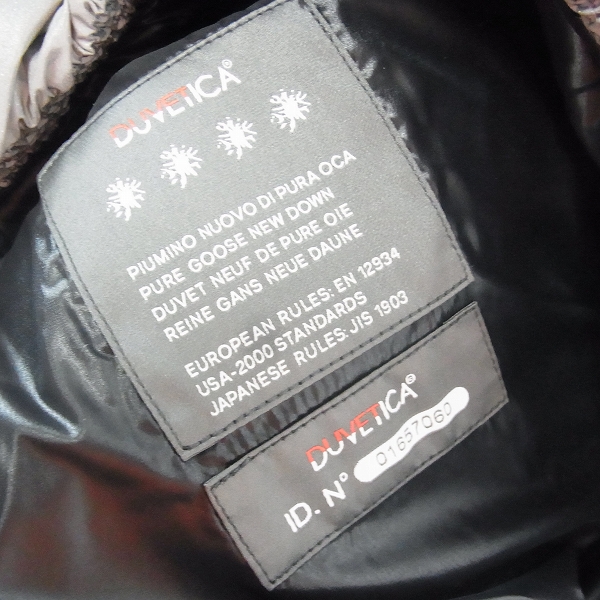 DUVETICA®
PIUMINO NUOVO DI PURA OCA
PURE GOOSE NEW DOWN
DUVET NEUF DE PURE OIE
REINE GANS NEUE DAUNE
EUROPEAN RULES: EN 12934
USA-2000 STANDARDS
JAPANESE RULES: JIS 1903
DUVETICA®
ID. N° 01657060